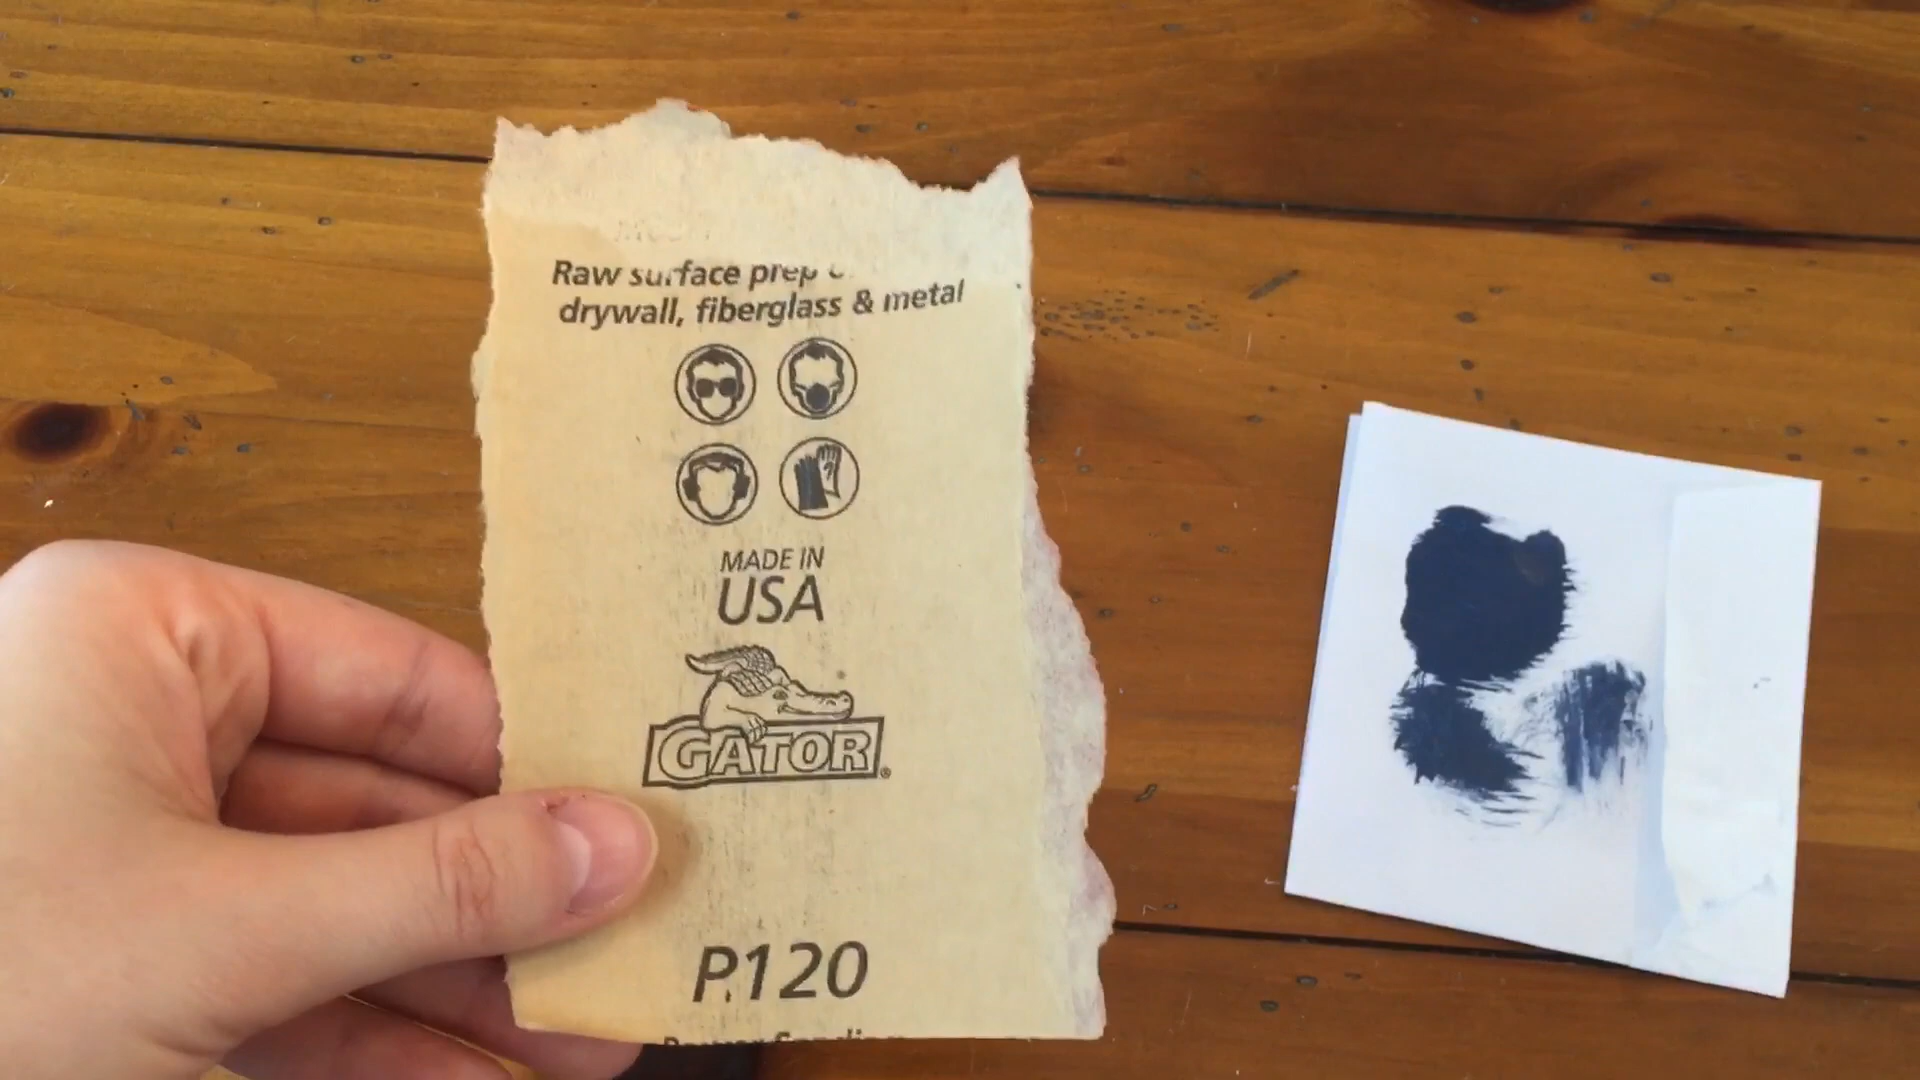 Raw surface prep
drywall, fiberglass & metal
MADE IN
USA
GATOR®
P120